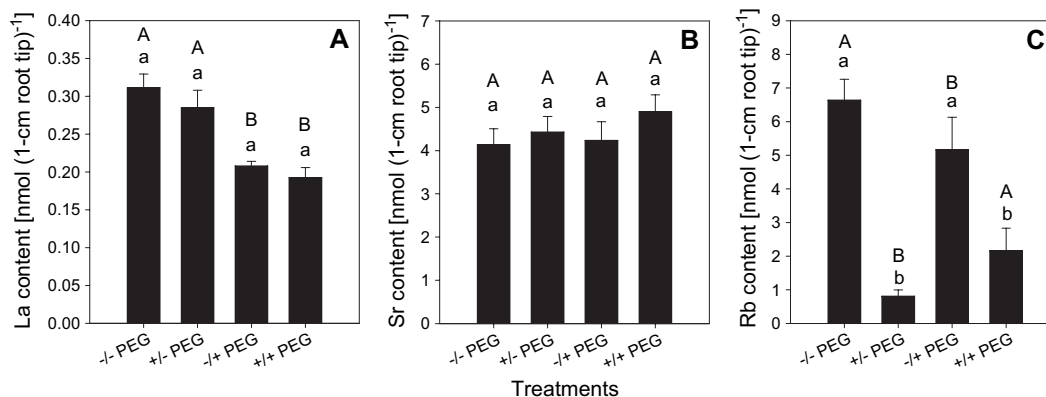 La content [nmol (1-cm root tip)-1]
0.40
0.35
0.30
0.25
0.20
0.15
0.10
0.05
0.00
A
A A B B
a a a a
-/- PEG +/- PEG -/+ PEG +/+ PEG
Sr content [nmol (1-cm root tip)-1]
7
6
5
4
3
2
1
0
B
A A A A
a a a a
-/- PEG +/- PEG -/+ PEG +/+ PEG
Treatments
Rb content [nmol (1-cm root tip)-1]
9
8
7
6
5
4
3
2
1
0
C
A B B A
a b a b
-/- PEG +/- PEG -/+ PEG +/+ PEG